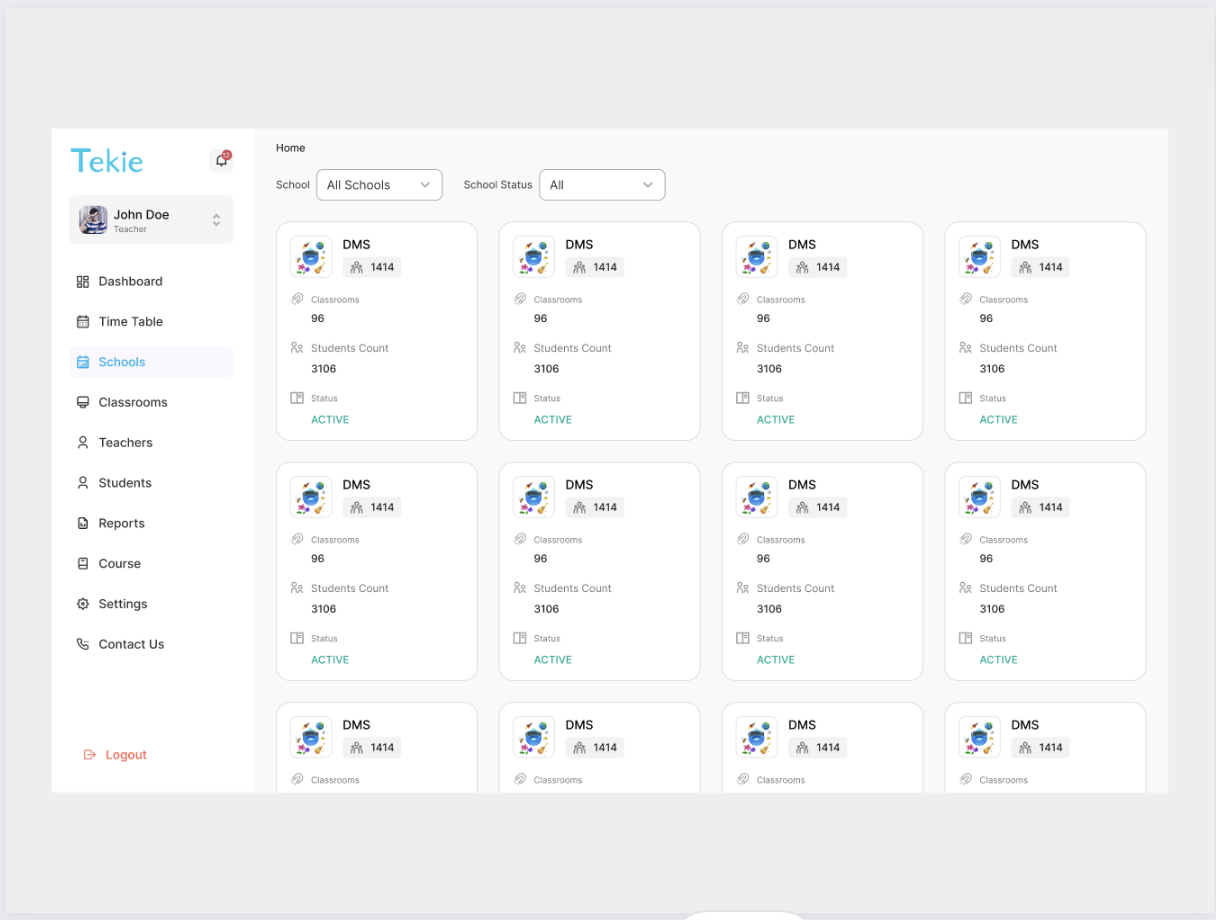 Tekie
12
John Doe
Teacher
Dashboard
Time Table
Schools
Classrooms
Teachers
Students
Reports
Course
Settings
Contact Us
Logout
Home
School All Schools School Status All
DMS DMS DMS DMS
1414 1414 1414 1414
Classrooms Classrooms Classrooms Classrooms
96 96 96 96
Students Count Students Count Students Count Students Count
3106 3106 3106 3106
Status Status Status Status
ACTIVE ACTIVE ACTIVE ACTIVE
DMS DMS DMS DMS
1414 1414 1414 1414
Classrooms Classrooms Classrooms Classrooms
96 96 96 96
Students Count Students Count Students Count Students Count
3106 3106 3106 3106
Status Status Status Status
ACTIVE ACTIVE ACTIVE ACTIVE
DMS DMS DMS DMS
1414 1414 1414 1414
Classrooms Classrooms Classrooms Classrooms